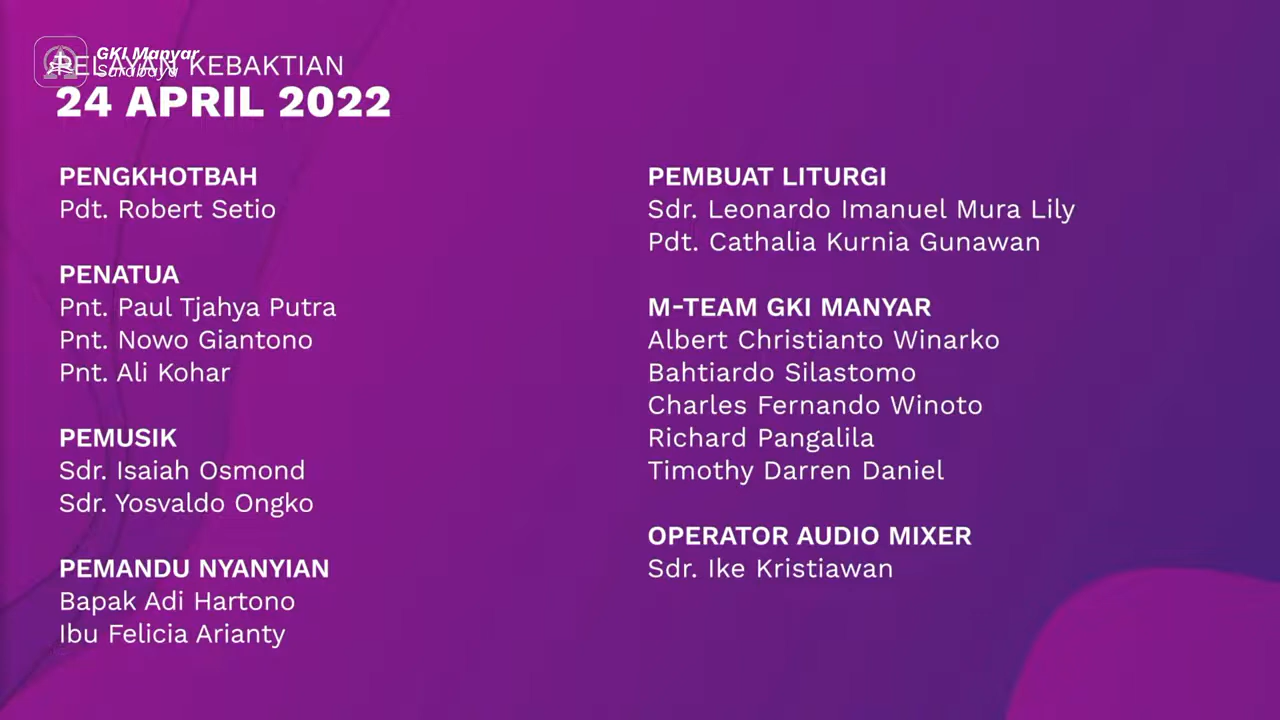 GKI Manyar
Surabaya
PELAYAN KEBAKTIAN
24 APRIL 2022
PENGKHOTBAH
Pdt. Robert Setio
PENATUA
Pnt. Paul Tjahya Putra
Pnt. Nowo Giantono
Pnt. Ali Kohar
PEMUSIK
Sdr. Isaiah Osmond
Sdr. Yosvaldo Ongko
PEMANDU NYANYIAN
Bapak Adi Hartono
Ibu Felicia Arianty
PEMBUAT LITURGI
Sdr. Leonardo Imanuel Mura Lily
Pdt. Cathalia Kurnia Gunawan
M-TEAM GKI MANYAR
Albert Christianto Winarko
Bahtiardo Silastomo
Charles Fernando Winoto
Richard Pangalila
Timothy Darren Daniel
OPERATOR AUDIO MIXER
Sdr. Ike Kristiawan